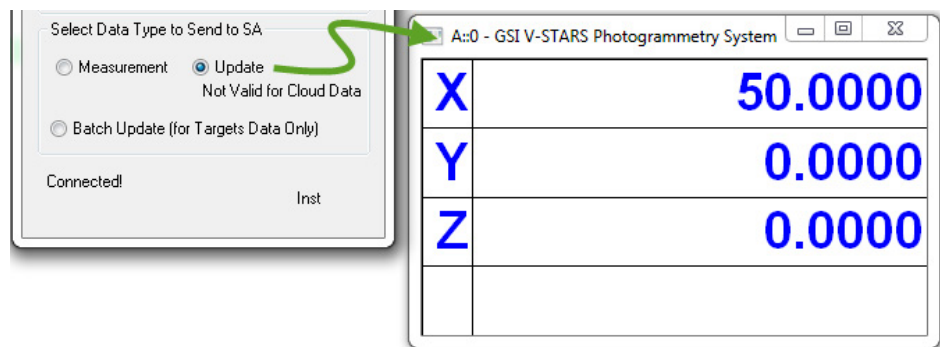 Select Data Type to Send to SA
Measurement
Update
Not Valid for Cloud Data
Batch Update (for Targets Data Only)
Connected!
Inst
A::0 - GSI V-STARS Photogrammetry System
X 50.0000
Y 0.0000
Z 0.0000